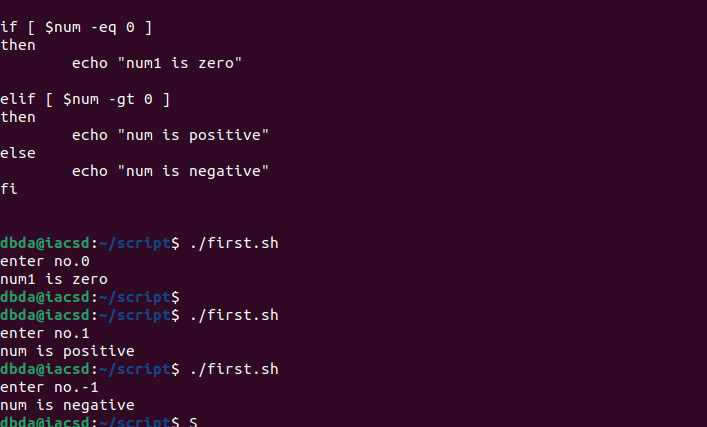 if [ $num -eq 0 ]
then
        echo "num1 is zero"
elif [ $num -gt 0 ]
then
        echo "num is positive"
else
        echo "num is negative"
fi
dbda@iacsd:~/script$ ./first.sh
enter no.0
num1 is zero
dbda@iacsd:~/script$
dbda@iacsd:~/script$ ./first.sh
enter no.1
num is positive
dbda@iacsd:~/script$ ./first.sh
enter no.-1
num is negative
dbda@iacsd:~/script$ S